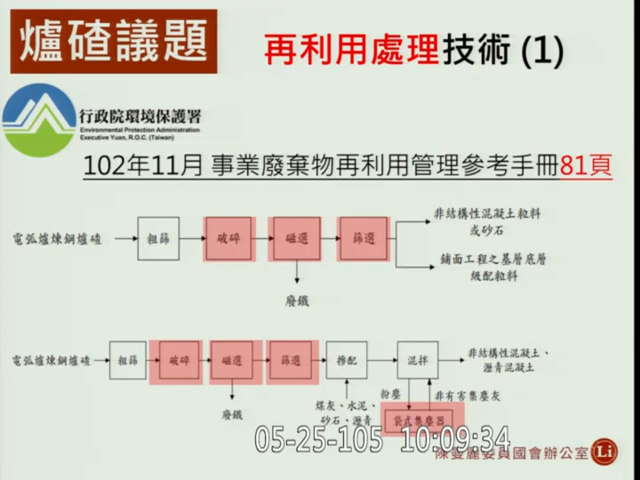 爐碴議題
再利用處理技術 (1)
行政院環境保護署
Environmental Protection Administration
Executive Yuan, R.O.C. (Taiwan)
102年11月 事業廢棄物再利用管理參考手冊81頁
電弧爐煉鋼爐碴
粗篩
破碎
磁選
篩選
非結構性混凝土粒料
或砂石
鋪面工程之基層底層
級配粒料
廢鐵
電弧爐煉鋼爐碴
粗篩
破碎
磁選
篩選
摻配
混拌
非結構性混凝土、
瀝青混凝土
廢鐵
煤灰、水泥、
砂石、瀝青
粉塵
非有害集塵灰
袋式集塵器
05-25-105 10:09:34
陳曼麗委員國會辦公室
Li